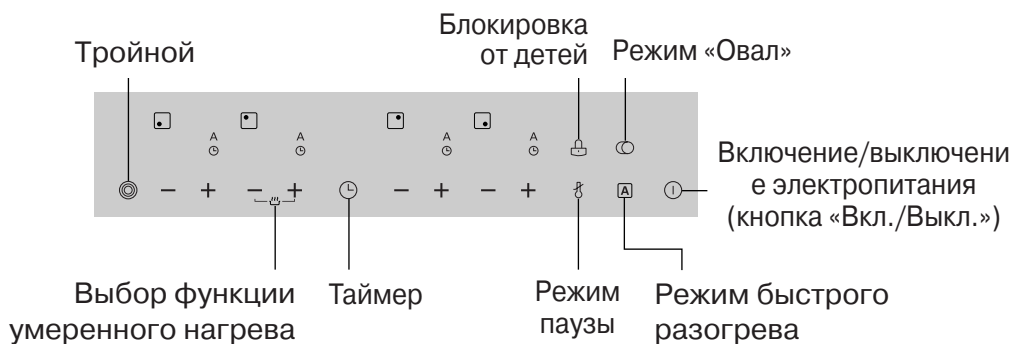 Блокировка
от детей
Тройной
Режим «Овал»
A
A
A
A
Включение/выключени
е электропитания
(кнопка «Вкл./Выкл.»)
A
Выбор функции
умеренного нагрева
Таймер
Режим
паузы
Режим быстрого
разогрева